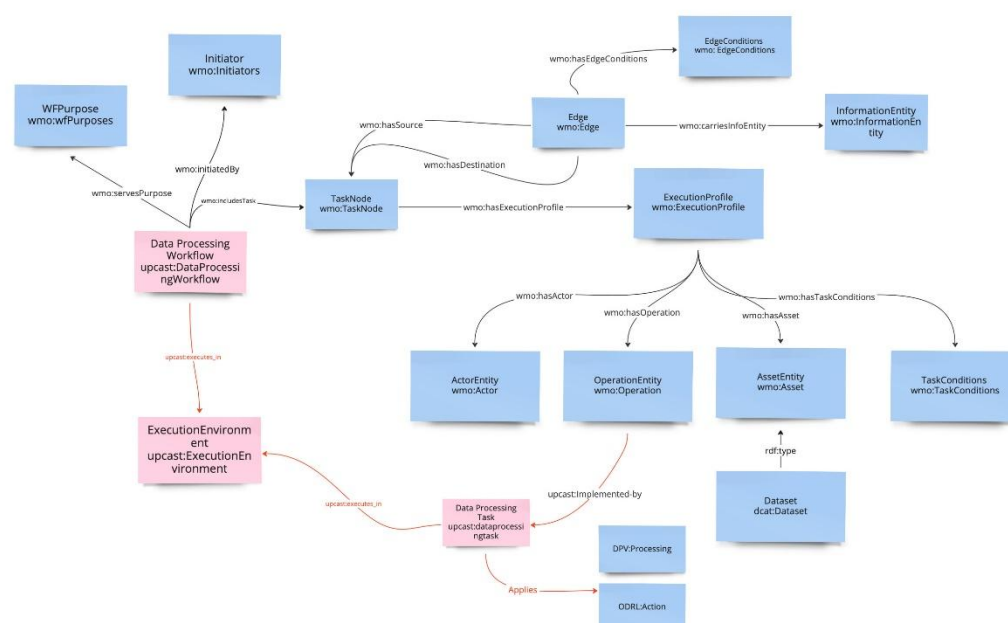 EdgeConditions
wmo: EdgeConditions
Initiator
wmo:Initiators
wmo:hasEdgeConditions
WFPurpose
wmo:wfPurposes
Edge
wmo:Edge
InformationEntity
wmo:InformationEn
tity
wmo:hasSource
wmo:carriesInfoEntity
wmo:hasDestination
wmo:initiatedBy
wmo:servesPurpose
wmo:includesTask
TaskNode
wmo:TaskNode
wmo:hasExecutionProfile
ExecutionProfile
wmo:ExecutionProfile
Data Processing
Workflow
upcast:DataProcessi
ngWorkflow
wmo:hasActor
wmo:hasTaskConditions
wmo:hasOperation
wmo:hasAsset
upcast:executes_in
ActorEntity
wmo:Actor
OperationEntity
wmo:Operation
AssetEntity
wmo:Asset
TaskConditions
wmo:TaskConditions
ExecutionEnvironm
ent
upcast:ExecutionEn
vironment
rdf:type
upcast:executes_in
upcast:Implemented-by
Dataset
dcat:Dataset
Data Processing
Task
upcast:dataprocessi
ngtask
DPV:Processing
Applies
ODRL:Action